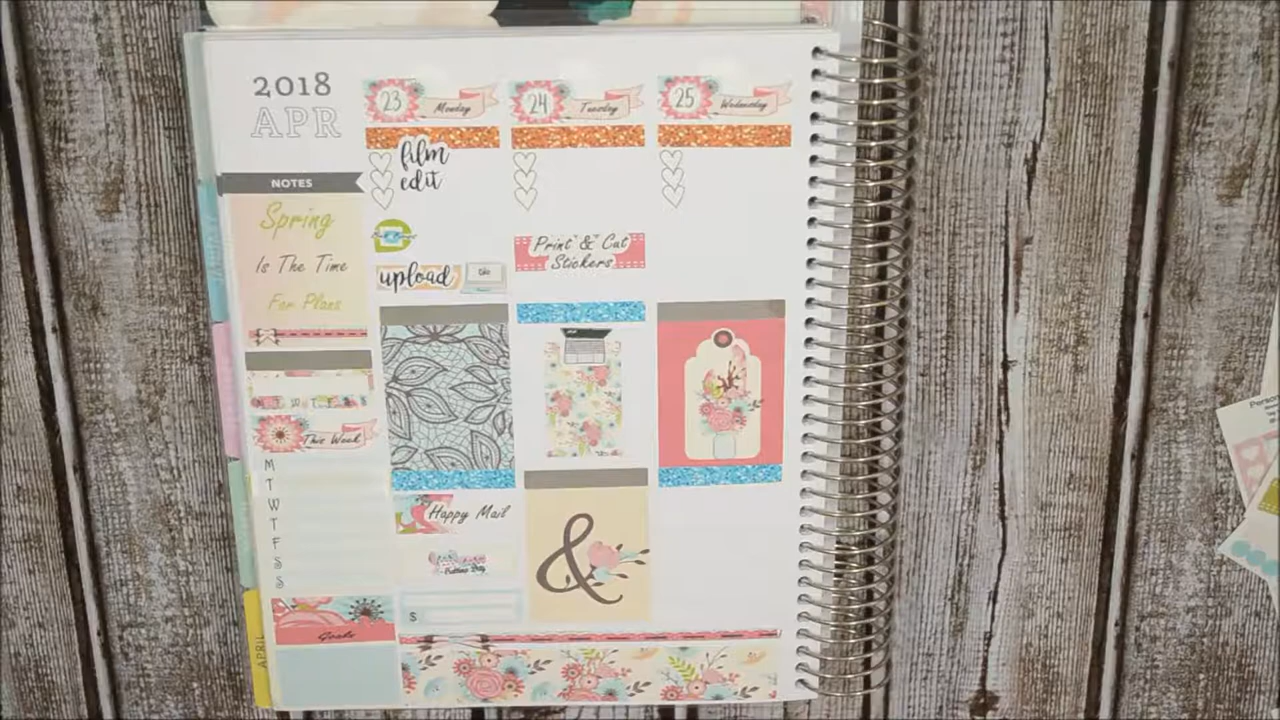 2018
APR
23 Monday
24 Tuesday
25 Wednesday
film
edit
NOTES
Spring
Is The Time
For Plans
upload
Print & Cut
Stickers
This Week
M
T
W
T
F
S
S
Happy Mail
&
$
Goals
APRIL